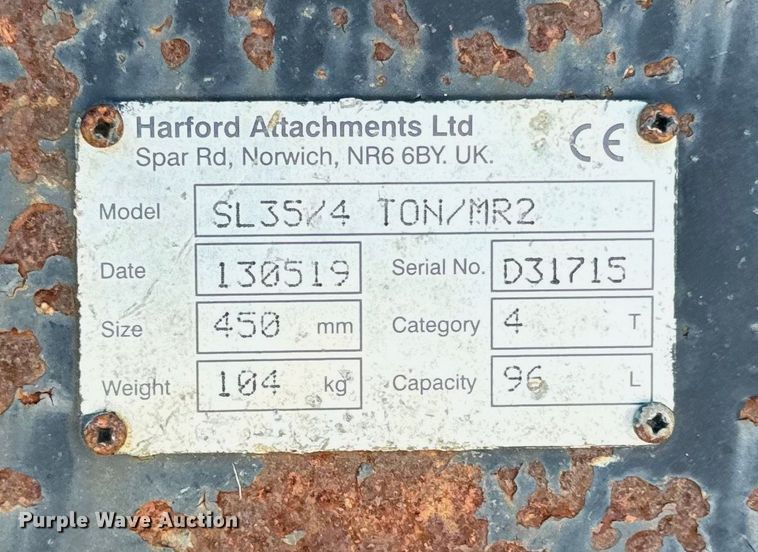 Harford Attachments Ltd
Spar Rd, Norwich, NR6 6BY. UK.
CE
Model SL35/4 TON/MR2
Date 130519 Serial No. D31715
Size 450 mm Category 4 T
Weight 104 kg Capacity 96 L
Purple Wave Auction